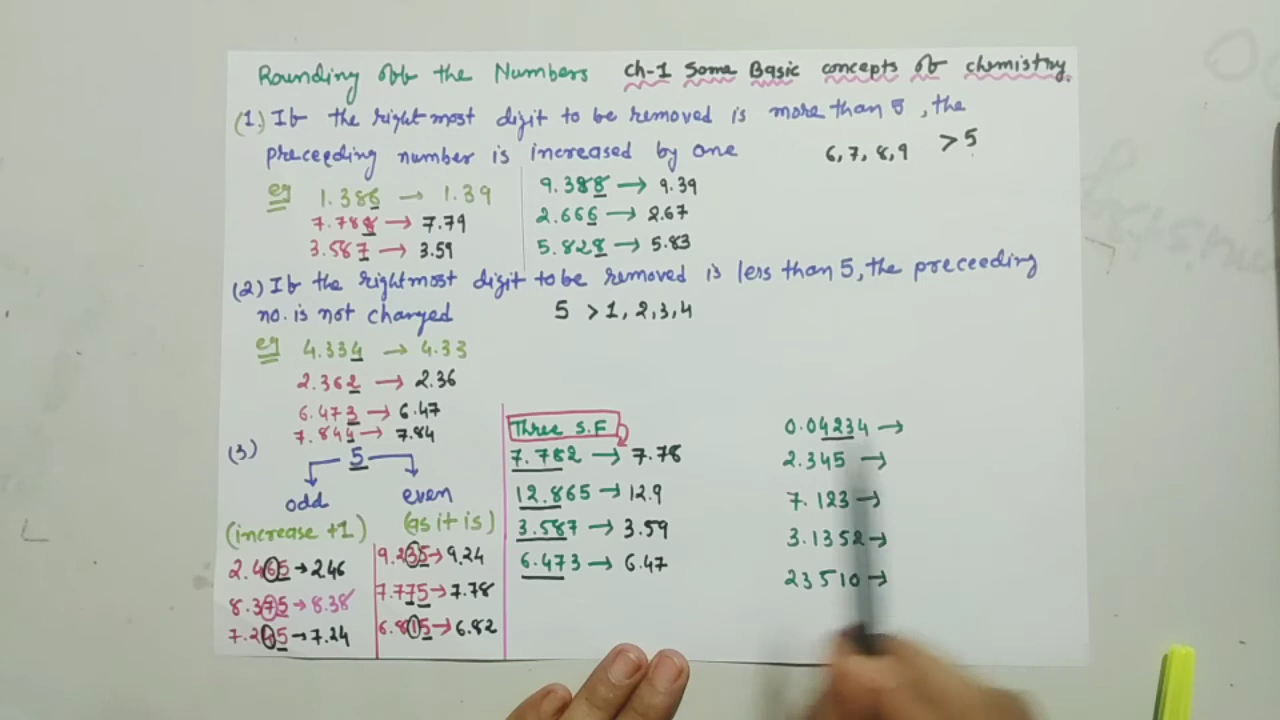 Rounding off the Numbers Ch-1 Some Basic concepts of chemistry.
(1.) If the right most digit to be removed is more than 5, the
preceeding number is increased by one 6, 7, 8, 9 > 5
eg 1.386 → 1.39
7.788 → 7.79
3.587 → 3.59
9.388 → 9.39
2.666 → 2.67
5.828 → 5.83
(2) If the rightmost digit to be removed is less than 5, the preceeding
no. is not changed 5 > 1, 2, 3, 4
eg 4.334 → 4.33
2.362 → 2.36
6.473 → 6.47
7.844 → 7.84
(3) 5
odd even
(increase +1) (as it is)
2.465 → 2.46
8.375 → 8.38
7.245 → 7.24
9.235 → 9.24
7.775 → 7.78
6.815 → 6.82
Three S.F
7.782 → 7.78
12.865 → 12.9
3.587 → 3.59
6.473 → 6.47
0.04234 →
2.345 →
7.123 →
3.1352 →
23510 →